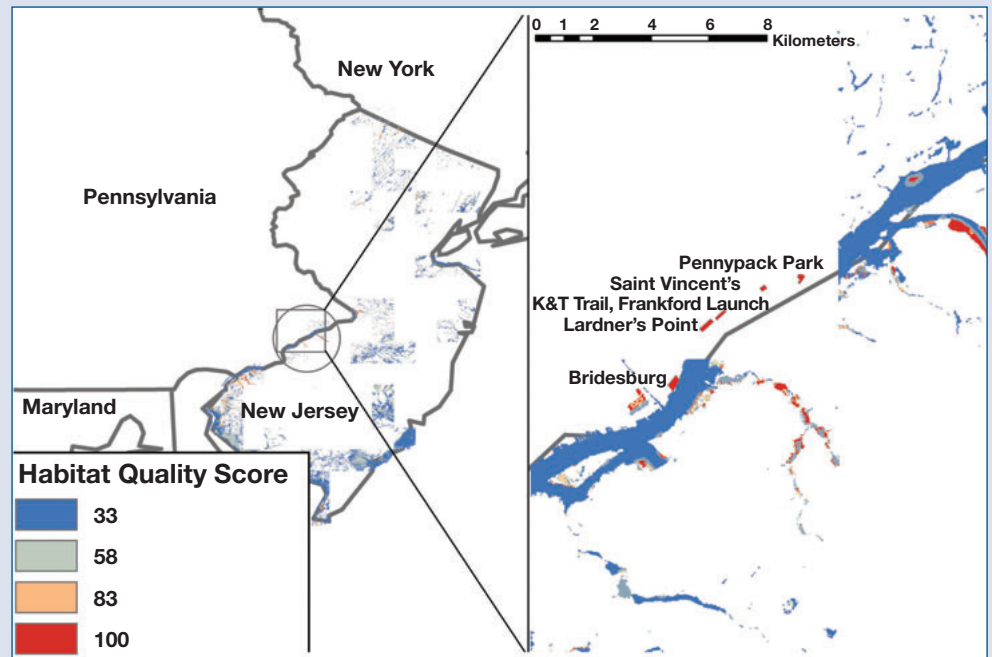 New York
Pennsylvania
Maryland
New Jersey
Habitat Quality Score
33
58
83
100
0 1 2 4 6 8
Kilometers
Pennypack Park
Saint Vincent's
K&T Trail, Frankford Launch
Lardner's Point
Bridesburg